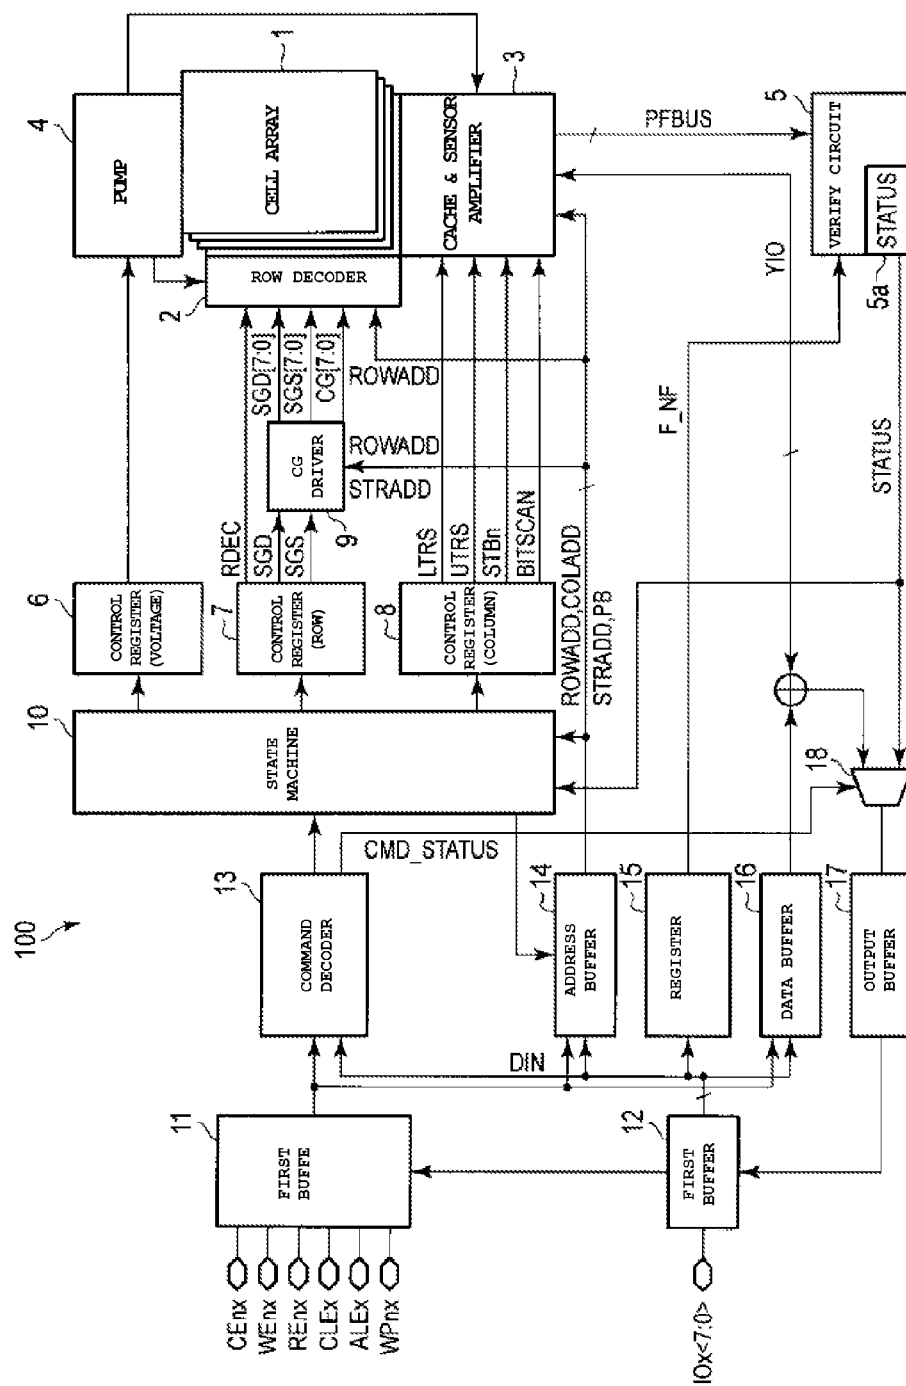 100
CEnx
WEnx
REnx
CLEx
ALEx
WPnx
IOx<7:0>
11
FIRST
BUFFE
12
FIRST
BUFFER
DIN
13
COMMAND
DECODER
14
ADDRESS
BUFFER
15
REGISTER
16
DATA BUFFER
17
OUTPUT
BUFFER
CMD_STATUS
18
10
STATE
MACHINE
6
CONTROL
REGISTER
(VOLTAGE)
7
CONTROL
REGISTER
(ROW)
8
CONTROL
REGISTER
(COLUMN)
ROWADD,COLADD
STRADD,PB
RDEC
SGD
SGS
9
CG
DRIVER
STRADD
ROWADD
LTRS
UTRS
STBn
BITSCAN
SGD[7:0]
SGS[7:0]
CG[7:0]
ROWADD
F_NF
STATUS
YIO
4
PUMP
1
CELL ARRAY
2
ROW DECODER
3
CACHE & SENSOR
AMPLIFIER
PFBUS
5
VERIFY CIRCUIT
5a
STATUS